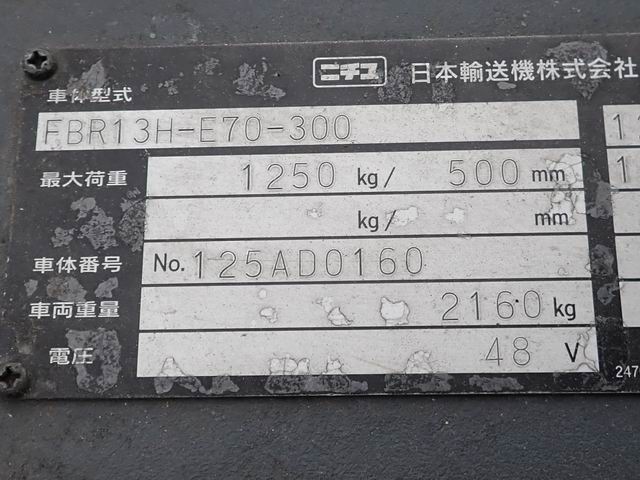 ニチユ 日本輸送機株式会社
車体型式
FBR13H-E70-300
最大荷重 1250 kg/ 500 mm
kg/ mm
車体番号 No. 125AD0160
車両重量 2160 kg
電圧 48 V
247